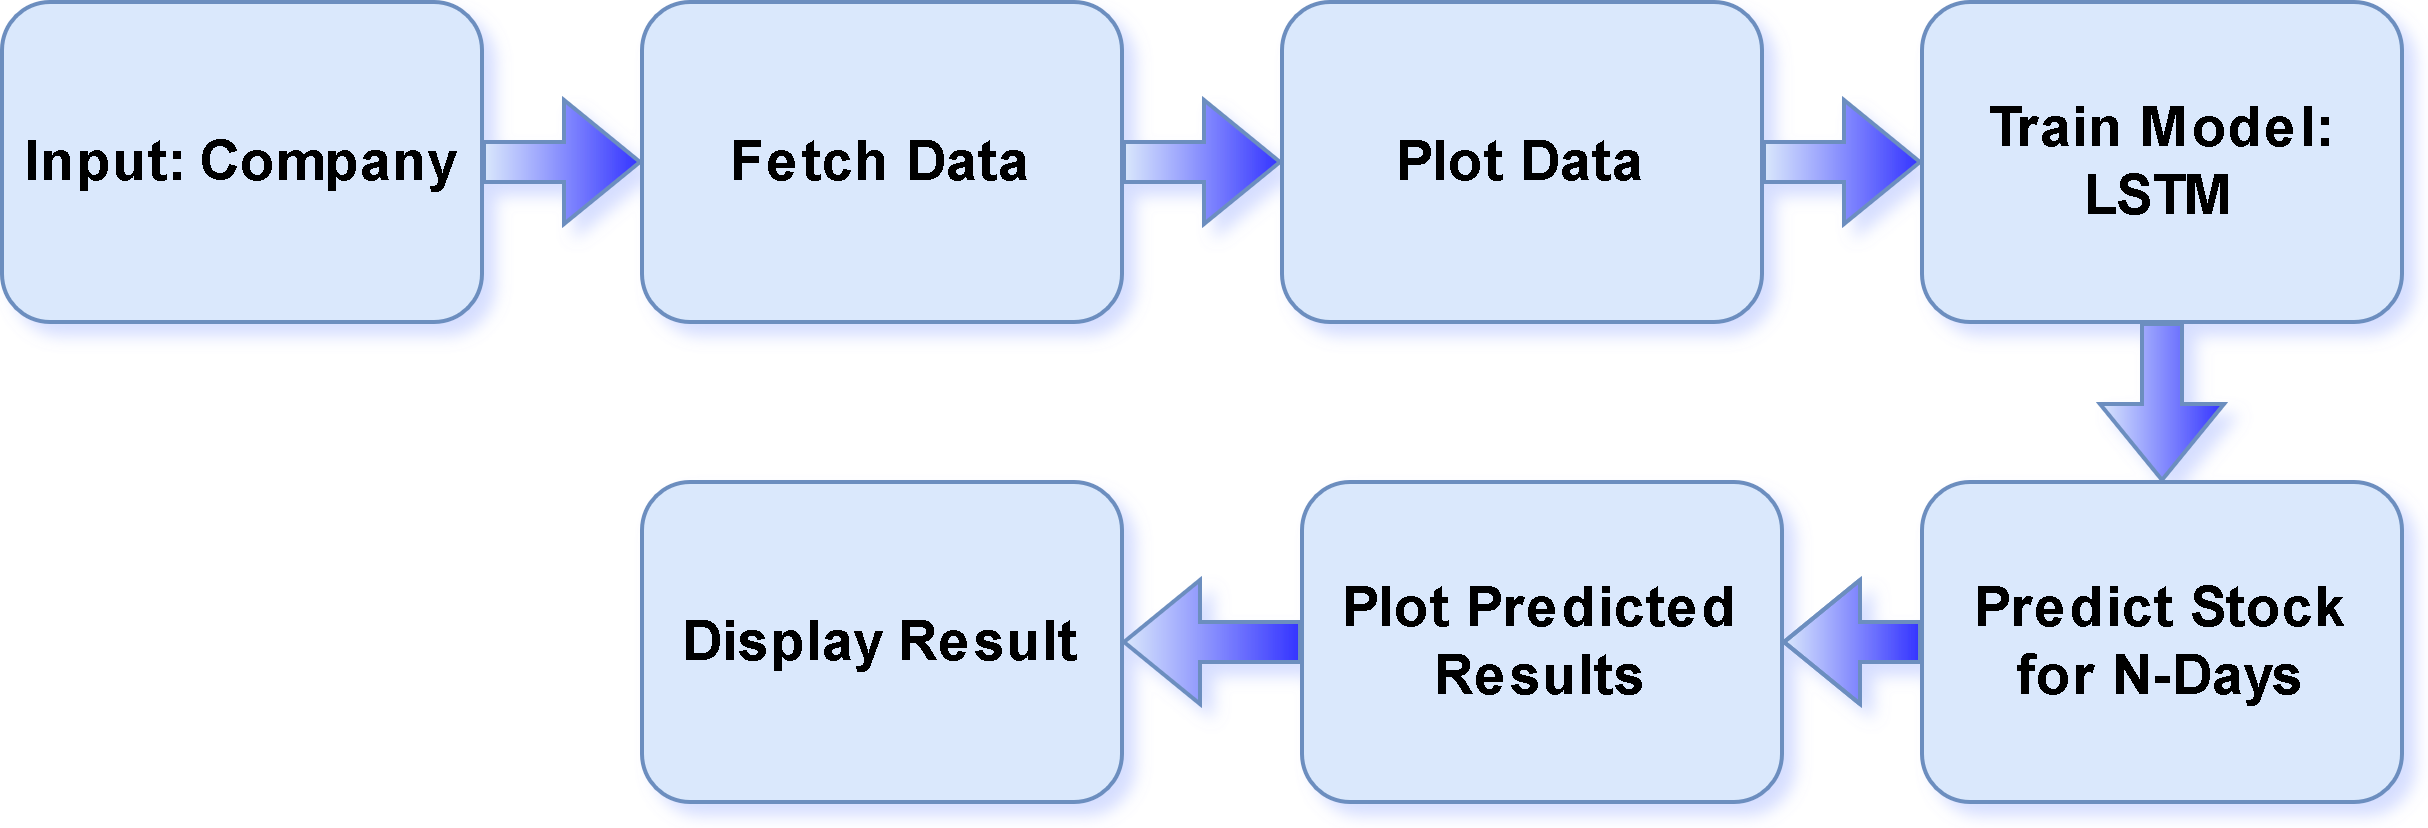 Input: Company
Fetch Data
Plot Data
Train Model:
LSTM
Predict Stock
for N-Days
Plot Predicted
Results
Display Result